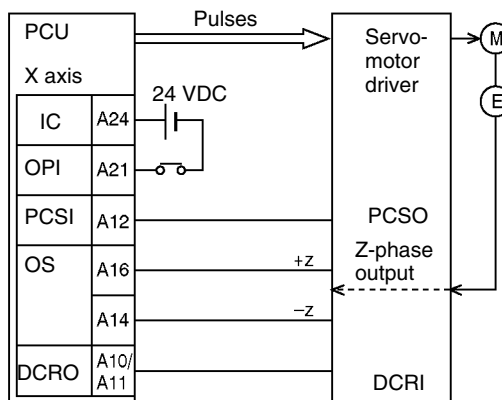 PCU
Pulses
Servo-
motor
driver
M
X axis
24 VDC
E
IC
A24
OPI
A21
PCSI
A12
PCSO
OS
A16
+z
Z-phase
output
A14
–z
DCRO
A10/
A11
DCRI